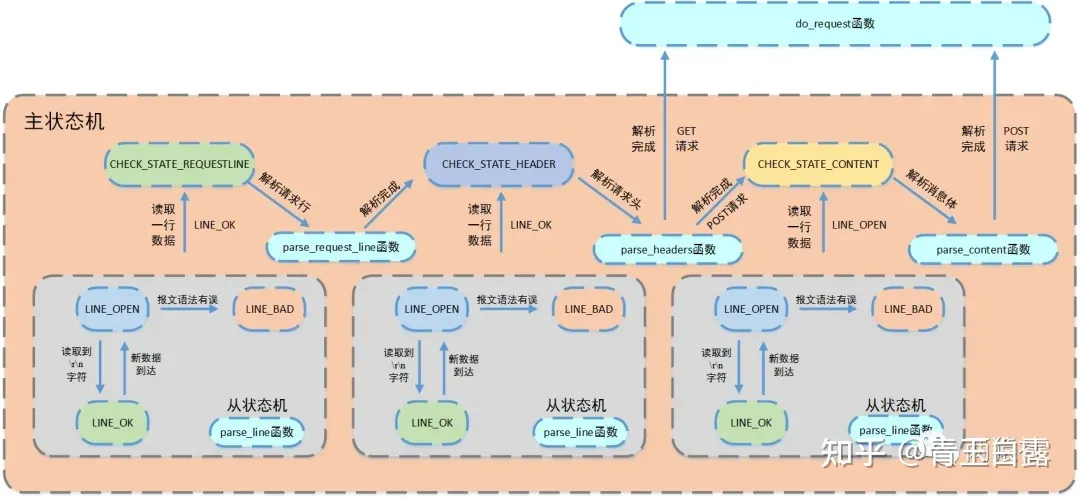 do_request函数
主状态机
解析
完成
GET
请求
解析
完成
POST
请求
CHECK_STATE_REQUESTLINE
CHECK_STATE_HEADER
CHECK_STATE_CONTENT
读取
一行
数据
LINE_OK
解析请求行
parse_request_line函数
解析完成
读取
一行
数据
LINE_OK
解析请求头
parse_headers函数
解析完成
POST请求
读取
一行
数据
LINE_OPEN
解析消息体
parse_content函数
LINE_OPEN
报文语法有误
LINE_BAD
读取到
\r\n
字符
新数据
到达
LINE_OK
从状态机
parse_line函数
LINE_OPEN
报文语法有误
LINE_BAD
读取到
\r\n
字符
新数据
到达
LINE_OK
从状态机
parse_line函数
LINE_OPEN
报文语法有误
LINE_BAD
读取到
\r\n
字符
新数据
到达
LINE_OK
从状态机
parse_line函数
知乎